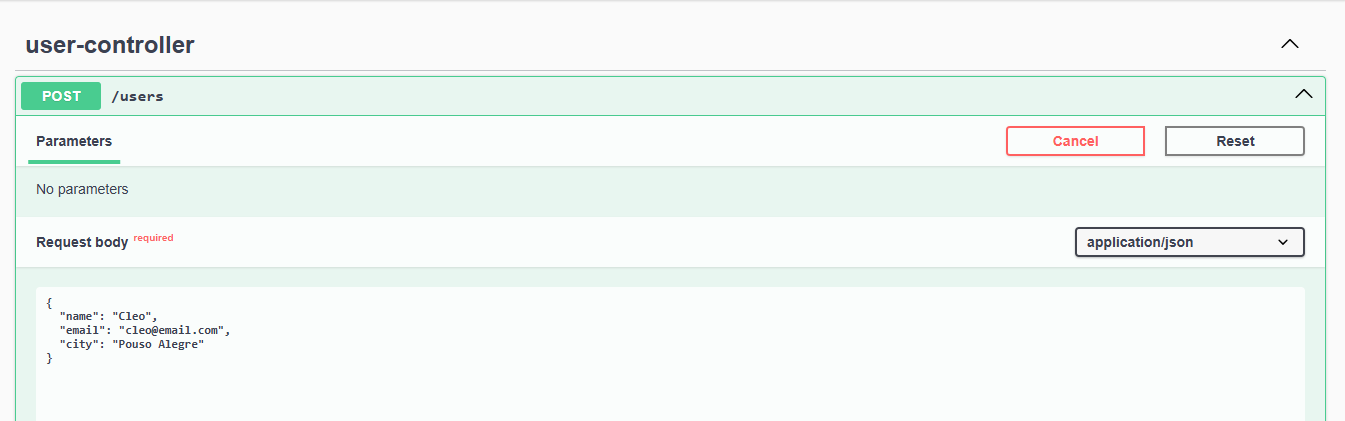 user-controller
POST /users
Parameters
Cancel
Reset
No parameters
Request body required
application/json
{
  "name": "Cleo",
  "email": "cleo@email.com",
  "city": "Pouso Alegre"
}